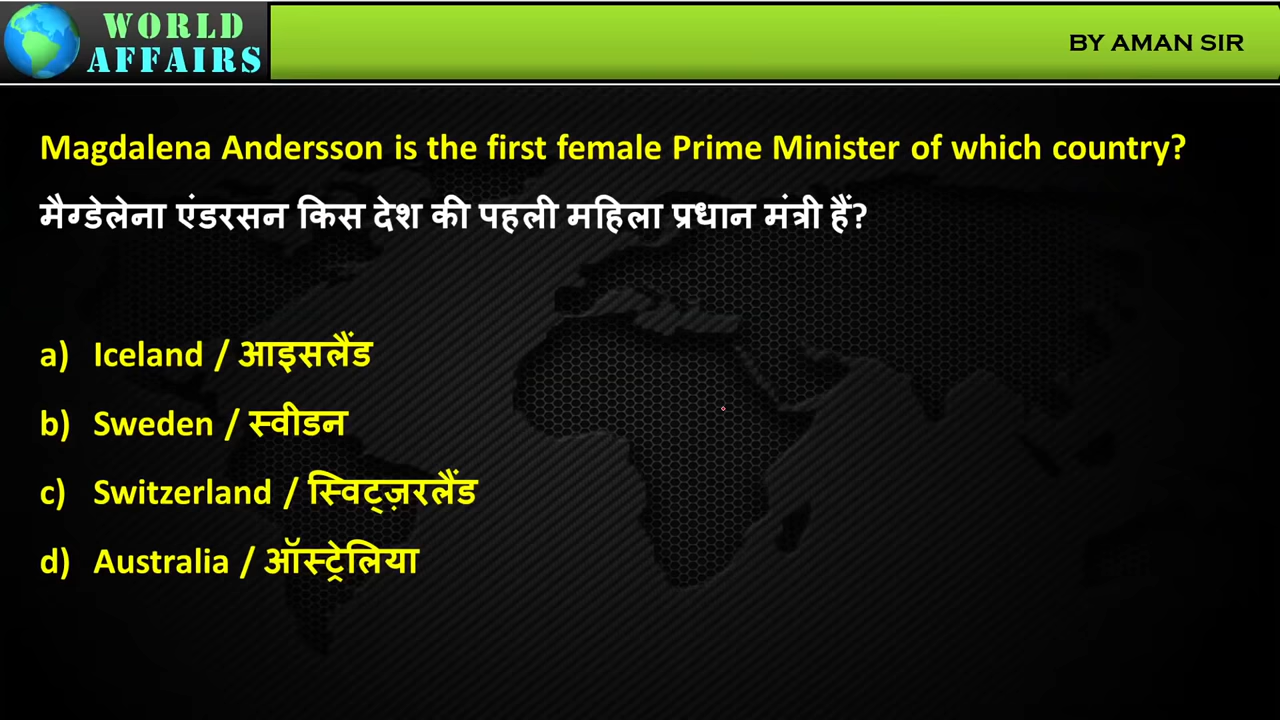 WORLD
AFFAIRS
BY AMAN SIR
Magdalena Andersson is the first female Prime Minister of which country?
मैग्डेलेना एंडरसन किस देश की पहली महिला प्रधान मंत्री हैं?
a) Iceland / आइसलैंड
b) Sweden / स्वीडन
c) Switzerland / स्विट्ज़रलैंड
d) Australia / ऑस्ट्रेलिया